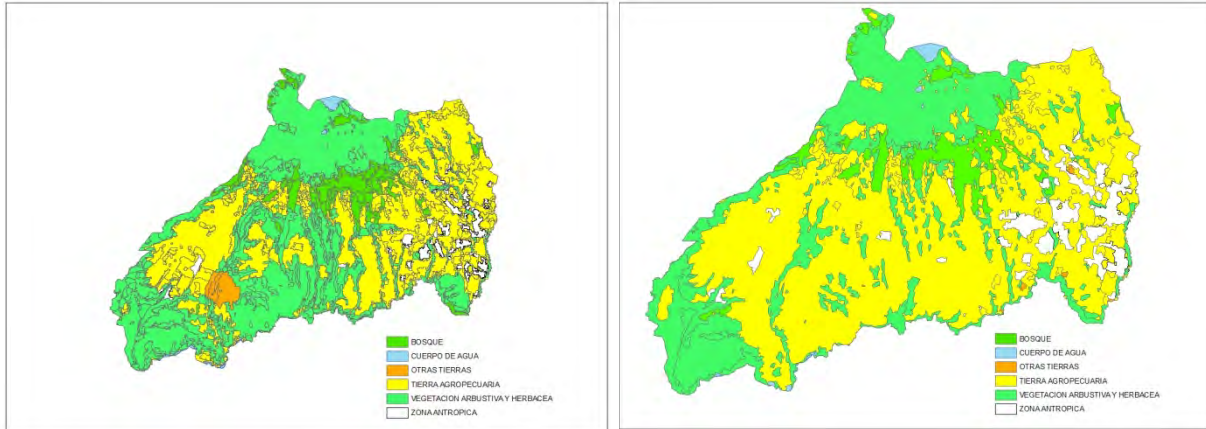 BOSQUE
CUERPO DE AGUA
OTRAS TIERRAS
TIERRA AGROPECUARIA
VEGETACION ARBUSTIVA Y HERBACEA
ZONA ANTROPICA
BOSQUE
CUERPO DE AGUA
OTRAS TIERRAS
TIERRA AGROPECUARIA
VEGETACION ARBUSTIVA Y HERBACEA
ZONA ANTROPICA